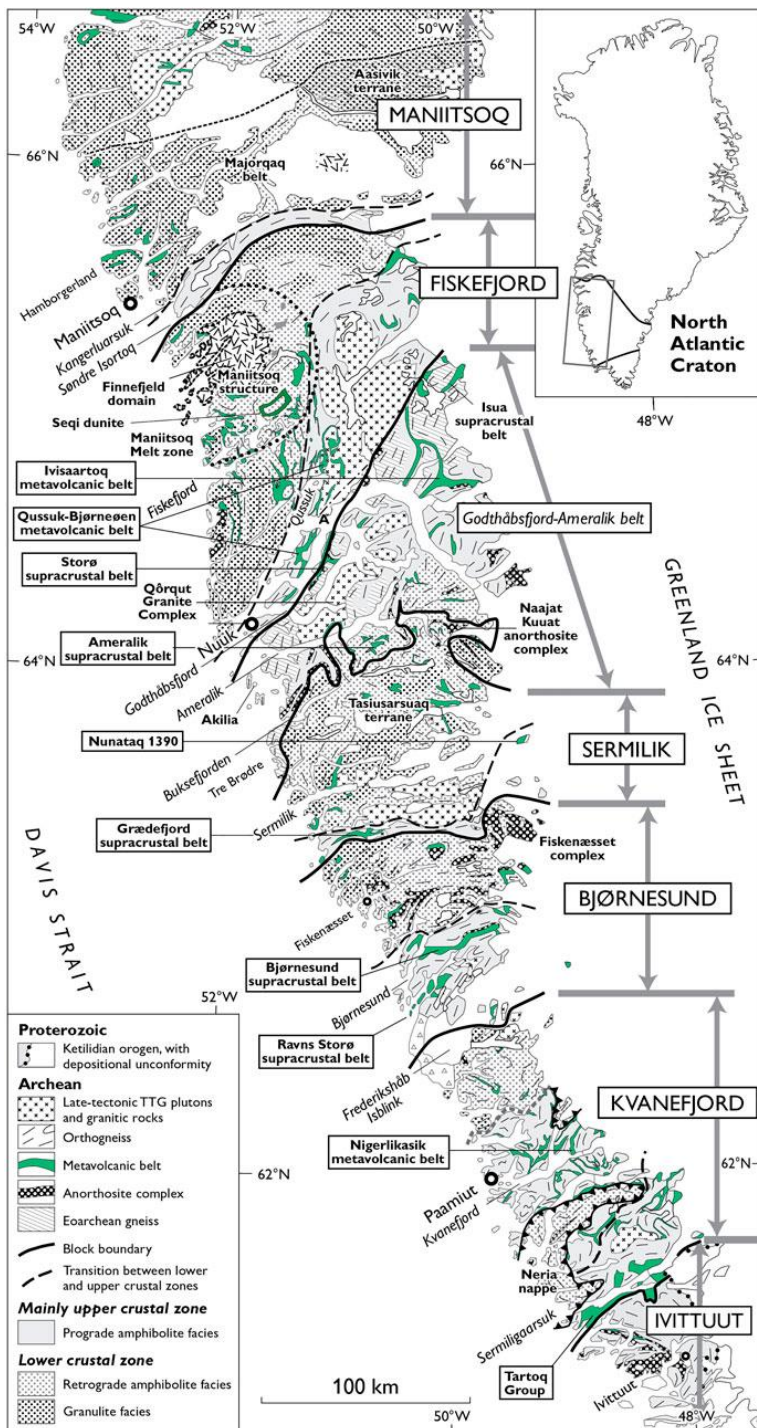 54°W
52°W
50°W
Aasivik
terrane
MANIITSOQ
66°N
66°N
Majorqaq
belt
Hamborgerland
Maniitsoq
Kangerluarsuk
Søndre Isortoq
FISKEFJORD
North
Atlantic
Craton
48°W
Finnefjeld
domain
Maniitsoq
structure
Seqi dunite
Maniitsoq
Melt zone
Isua
supracrustal
belt
Ivisaartoq
metavolcanic belt
Fiskefjord
Qussuk
A
Qussuk-Bjørneøen
metavolcanic belt
Godthåbsfjord-Ameralik belt
Storø
supracrustal belt
Qôrqut
Granite
Complex
Nuuk
Naajat
Kuuat
anorthosite
complex
Ameralik
supracrustal belt
64°N
64°N
Godthåbsfjord
Ameralik
Akilia
Tasiusarsuaq
terrane
GREENLAND ICE SHEET
Nunataq 1390
SERMILIK
Buksefjorden
Tre Brødre
Grædefjord
supracrustal belt
Sermilik
Fiskenæsset
complex
DAVIS STRAIT
BJØRNESUND
Fiskenæsset
Bjørnesund
supracrustal belt
52°W
Bjørnesund
Ravns Storø
supracrustal belt
Frederikshåb
Isblink
KVANEFJORD
Nigerlikasik
metavolcanic belt
62°N
62°N
Paamiut
Kvanefjord
Neria
nappe
Sermiligaarsuk
IVITTUUT
Tartoq
Group
Ivittuut
100 km
50°W
48°W
Proterozoic
Ketilidian orogen, with
depositional unconformity
Archean
Late-tectonic TTG plutons
and granitic rocks
Orthogneiss
Metavolcanic belt
Anorthosite complex
Eoarchean gneiss
Block boundary
Transition between lower
and upper crustal zones
Mainly upper crustal zone
Prograde amphibolite facies
Lower crustal zone
Retrograde amphibolite facies
Granulite facies